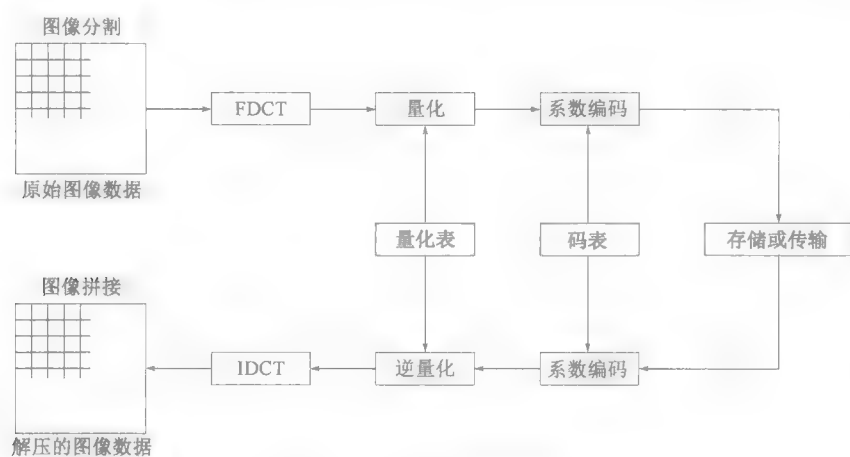 图像分割
FDCT
量化
系数编码
原始图像数据
量化表
码表
存储或传输
图像拼接
IDCT
逆量化
系数编码
解压的图像数据